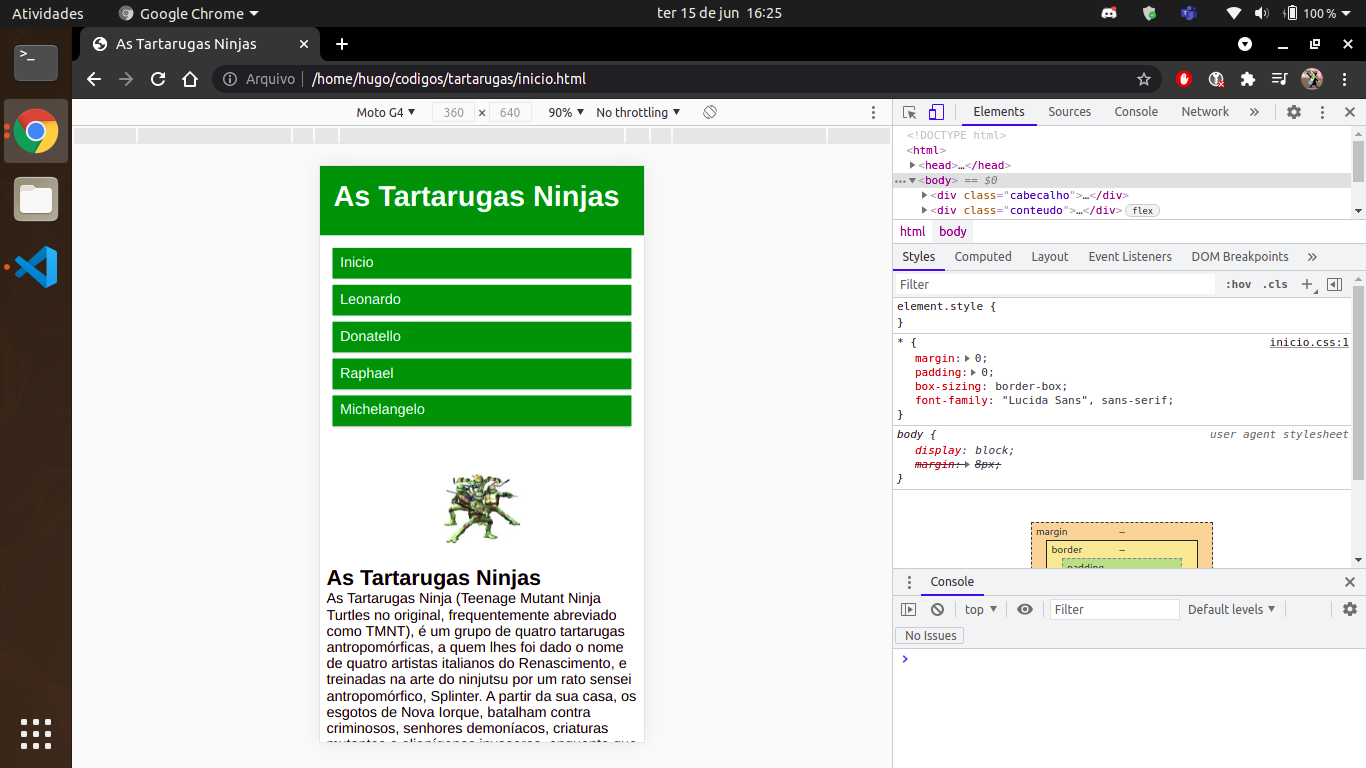 Atividades
Google Chrome
ter 15 de jun 16:25
100 %
As Tartarugas Ninjas
Arquivo
/home/hugo/codigos/tartarugas/inicio.html
Moto G4
360 × 640
90%
No throttling
As Tartarugas Ninjas
Inicio
Leonardo
Donatello
Raphael
Michelangelo
As Tartarugas Ninjas
As Tartarugas Ninja (Teenage Mutant Ninja
Turtles no original, frequentemente abreviado
como TMNT), é um grupo de quatro tartarugas
antropomórficas, a quem lhes foi dado o nome
de quatro artistas italianos do Renascimento, e
treinadas na arte do ninjutsu por um rato sensei
antropomórfico, Splinter. A partir da sua casa, os
esgotos de Nova Iorque, batalham contra
criminosos, senhores demoníacos, criaturas
Elements
Sources
Console
Network
<!DOCTYPE html>
<html>
<head>…</head>
<body> == $0
<div class="cabecalho">…</div>
<div class="conteudo">…</div> flex
html body
Styles
Computed
Layout
Event Listeners
DOM Breakpoints
Filter
:hov .cls
element.style {
}
* { inicio.css:1
margin: 0;
padding: 0;
box-sizing: border-box;
font-family: "Lucida Sans", sans-serif;
}
body { user agent stylesheet
display: block;
margin: 8px;
}
margin –
border –
padding
Console
top
Filter
Default levels
No Issues